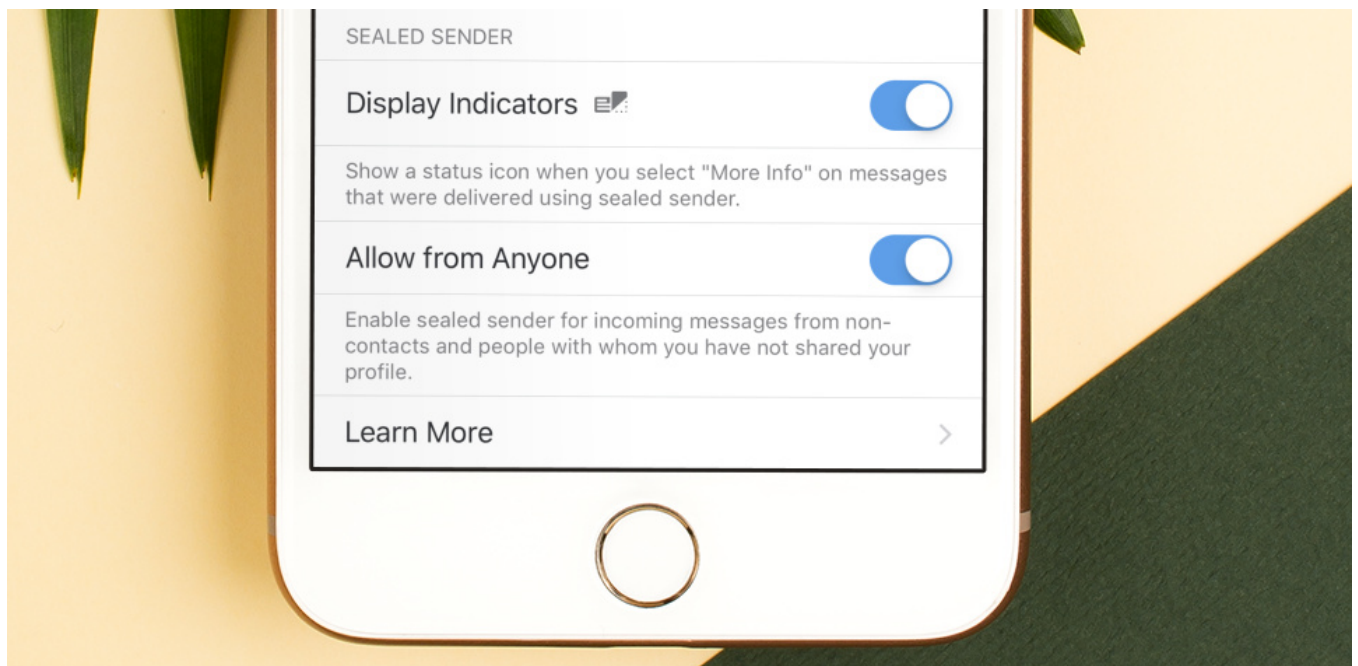 SEALED SENDER
Display Indicators
Show a status icon when you select "More Info" on messages
that were delivered using sealed sender.
Allow from Anyone
Enable sealed sender for incoming messages from non-
contacts and people with whom you have not shared your
profile.
Learn More